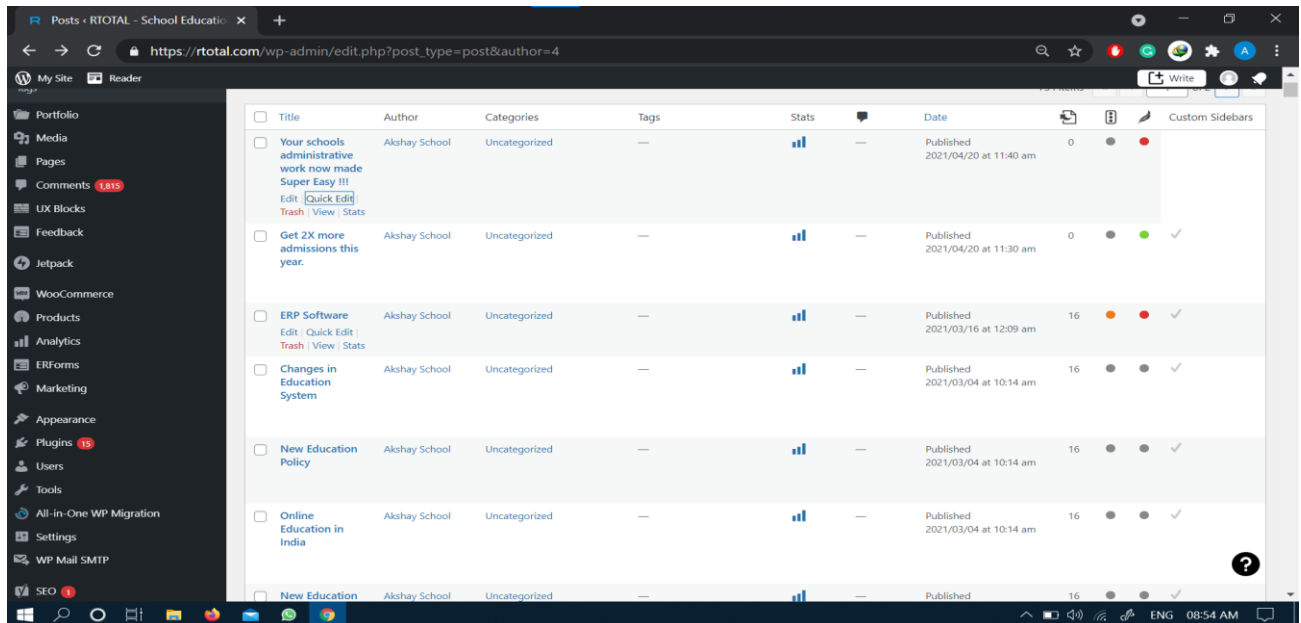 Posts ‹ RTOTAL - School Educatio
https://rtotal.com/wp-admin/edit.php?post_type=post&author=4
A
My Site
Reader
Write
Portfolio
Media
Pages
Comments 1,815
UX Blocks
Feedback
Jetpack
WooCommerce
Products
Analytics
ERForms
Marketing
Appearance
Plugins 15
Users
Tools
All-in-One WP Migration
Settings
WP Mail SMTP
SEO 1
Title Author Categories Tags Stats Date Custom Sidebars
Your schools Akshay School Uncategorized — — Published 0
administrative 2021/04/20 at 11:40 am
work now made
Super Easy !!!
Edit | Quick Edit |
Trash | View | Stats
Get 2X more Akshay School Uncategorized — — Published 0
admissions this 2021/04/20 at 11:30 am
year.
ERP Software Akshay School Uncategorized — — Published 16
Edit | Quick Edit | 2021/03/16 at 12:09 am
Trash | View | Stats
Changes in Akshay School Uncategorized — — Published 16
Education 2021/03/04 at 10:14 am
System
New Education Akshay School Uncategorized — — Published 16
Policy 2021/03/04 at 10:14 am
Online Akshay School Uncategorized — — Published 16
Education in 2021/03/04 at 10:14 am
India
New Education Akshay School Uncategorized — — Published 16
?
ENG 08:54 AM